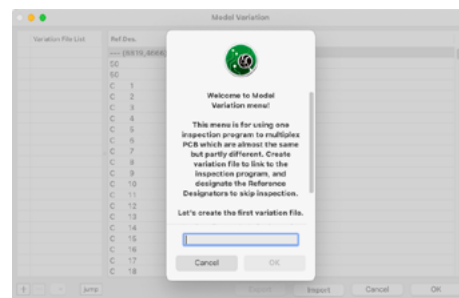 Model Variation
Variation File List
Ref.Des.
50
50
C 1
C 2
C 3
C 4
C 5
C 6
C 7
C 8
C 9
C 10
C 11
C 12
C 13
C 14
C 15
C 16
C 17
C 18
Welcome to Model
Variation menu!
This menu is for using one
inspection program to multiplex
PCB which are almost the same
but partly different. Create
variation file to link to the
inspection program, and
designate the Reference
Designators to skip inspection.
Let's create the first variation file.
Cancel OK
jump Export Import Cancel OK